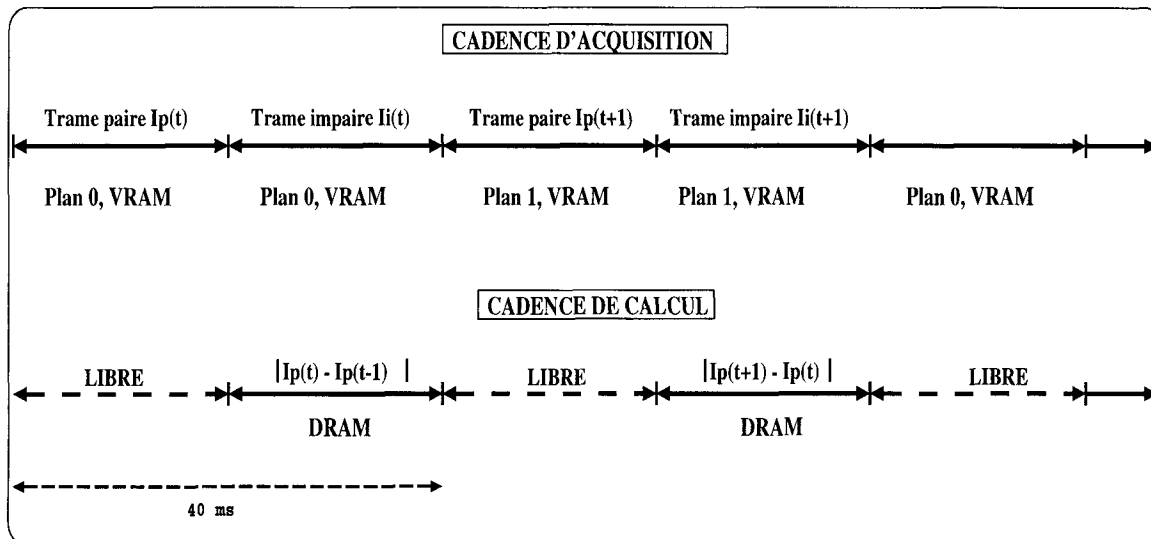 CADENCE D'ACQUISITION
Trame paire Ip(t) Trame impaire Ii(t) Trame paire Ip(t+1) Trame impaire Ii(t+1)
Plan 0, VRAM Plan 0, VRAM Plan 1, VRAM Plan 1, VRAM Plan 0, VRAM
CADENCE DE CALCUL
LIBRE |Ip(t) - Ip(t-1) | LIBRE |Ip(t+1) - Ip(t) | LIBRE
DRAM DRAM
40 ms